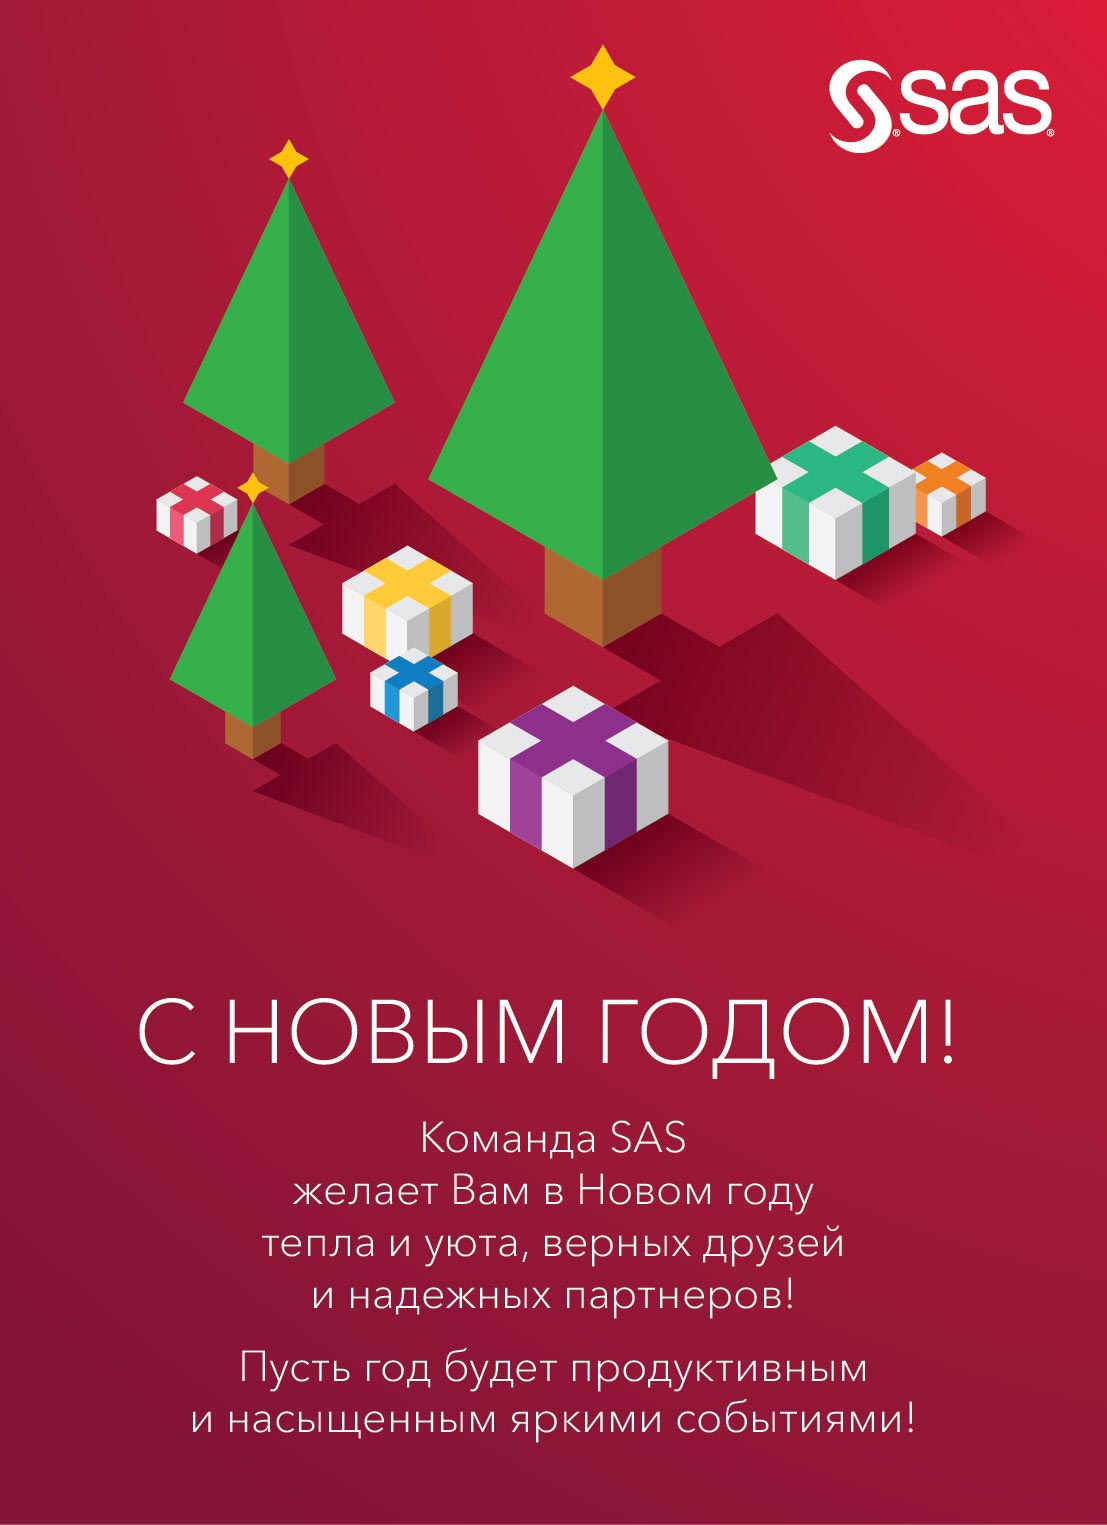 sas
С НОВЫМ ГОДОМ!
Команда SAS
желает Вам в Новом году
тепла и уюта, верных друзей
и надежных партнеров!
Пусть год будет продуктивным
и насыщенным яркими событиями!